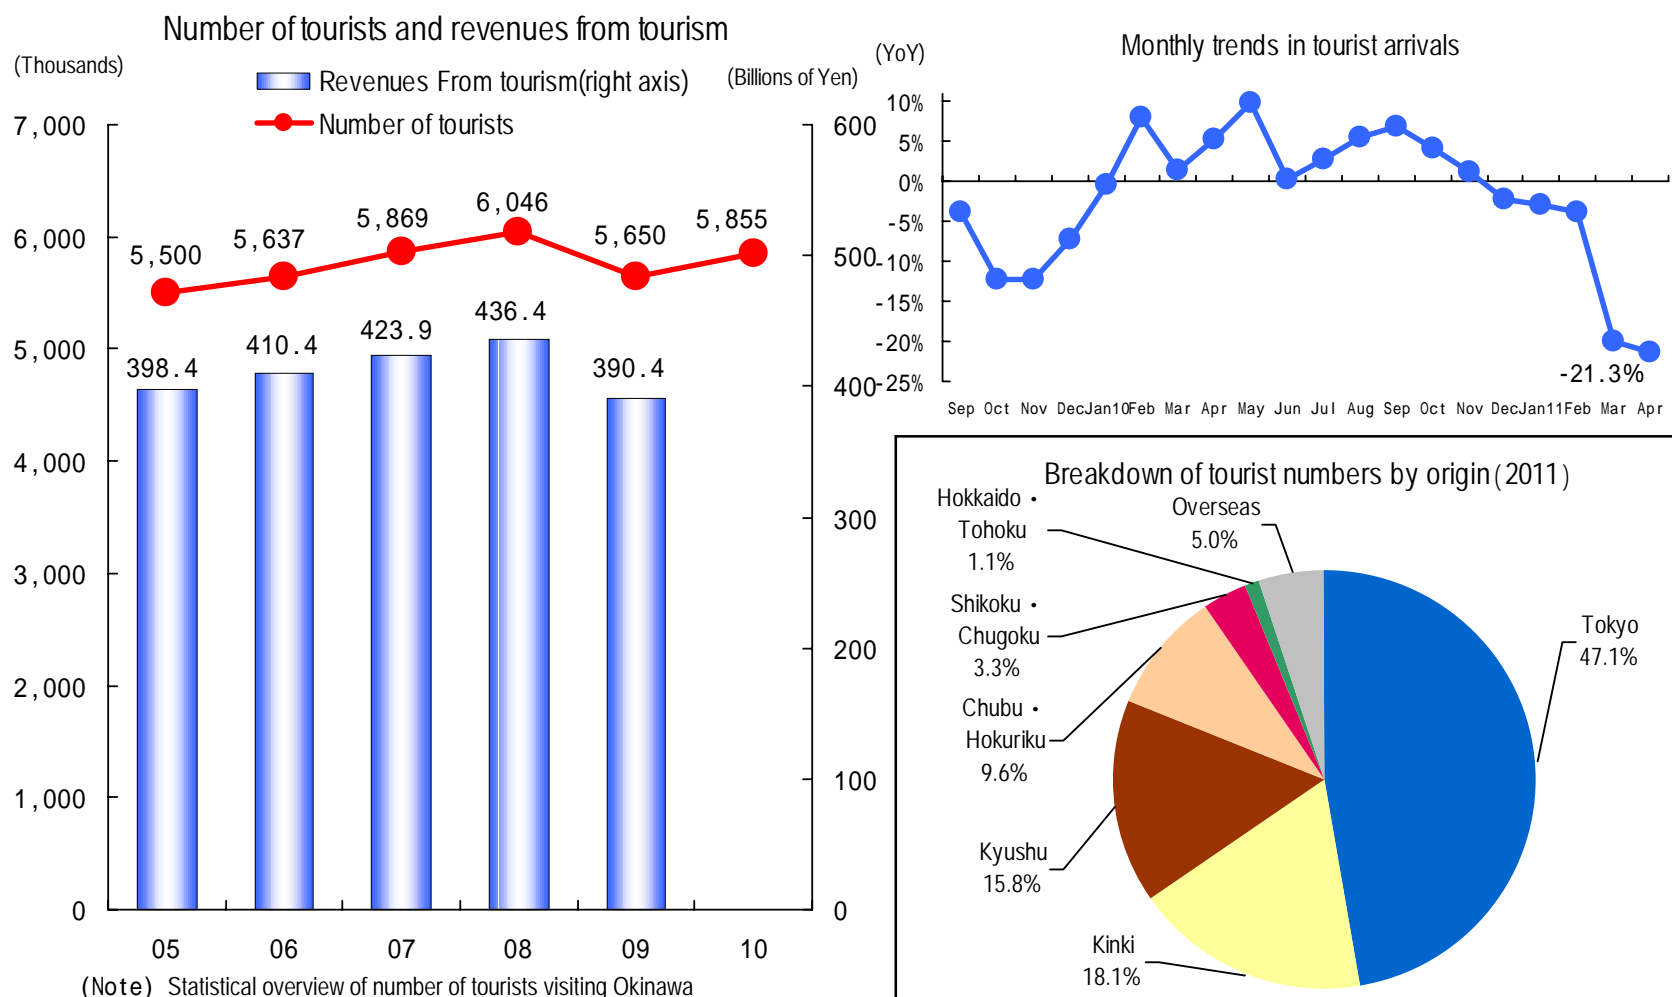 Number of tourists and revenues from tourism
(Thousands)
Revenues From tourism(right axis)
(Billions of Yen)
Number of tourists
7,000
6,000
5,000
4,000
3,000
2,000
1,000
0
600
500
400
300
200
100
0
5,500
5,637
5,869
6,046
5,650
5,855
398.4
410.4
423.9
436.4
390.4
05 06 07 08 09 10
(Note) Statistical overview of number of tourists visiting Okinawa
Monthly trends in tourist arrivals
(YoY)
10%
5%
0%
-5%
-10%
-15%
-20%
-25%
-21.3%
Sep Oct Nov Dec Jan10 Feb Mar Apr May Jun Jul Aug Sep Oct Nov Dec Jan11 Feb Mar Apr
Breakdown of tourist numbers by origin(2011)
Hokkaido・
Tohoku
1.1%
Overseas
5.0%
Shikoku・
Chugoku
3.3%
Tokyo
47.1%
Chubu・
Hokuriku
9.6%
Kyushu
15.8%
Kinki
18.1%